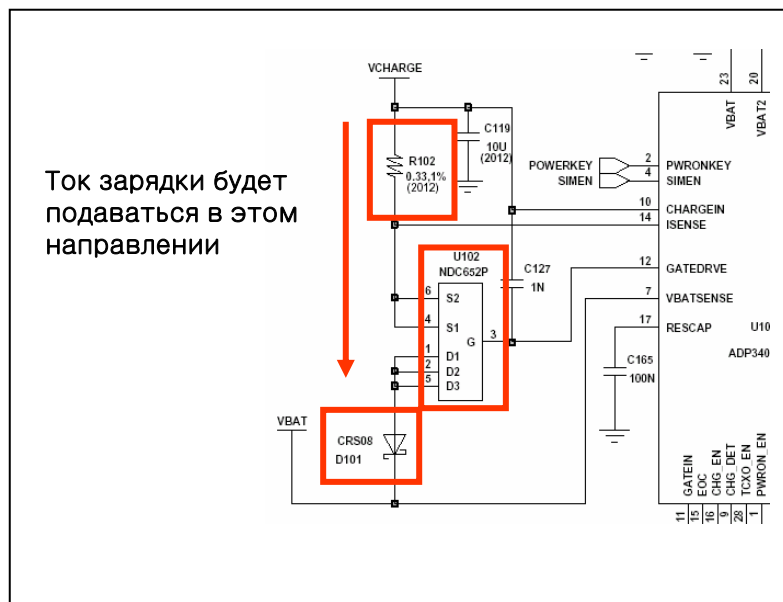 Ток зарядки будет
подаваться в этом
направлении
VCHARGE
C119
10U
(2012)
R102
0.33,1%
(2012)
U102
NDC652P
6 S2
4 S1
1 D1
2 D2
5 D3
G 3
C127
1N
VBAT
CRS08
D101
23 VBAT
20 VBAT2
POWERKEY 2 PWRONKEY
SIMEN 4 SIMEN
10 CHARGEIN
14 ISENSE
12 GATEDRVE
7 VBATSENSE
17 RESCAP
U10
ADP340
C165
100N
11 GATEIN
15 EOC
16 CHG_EN
9 CHG_DET
28 TCXO_EN
1 PWRON_EN